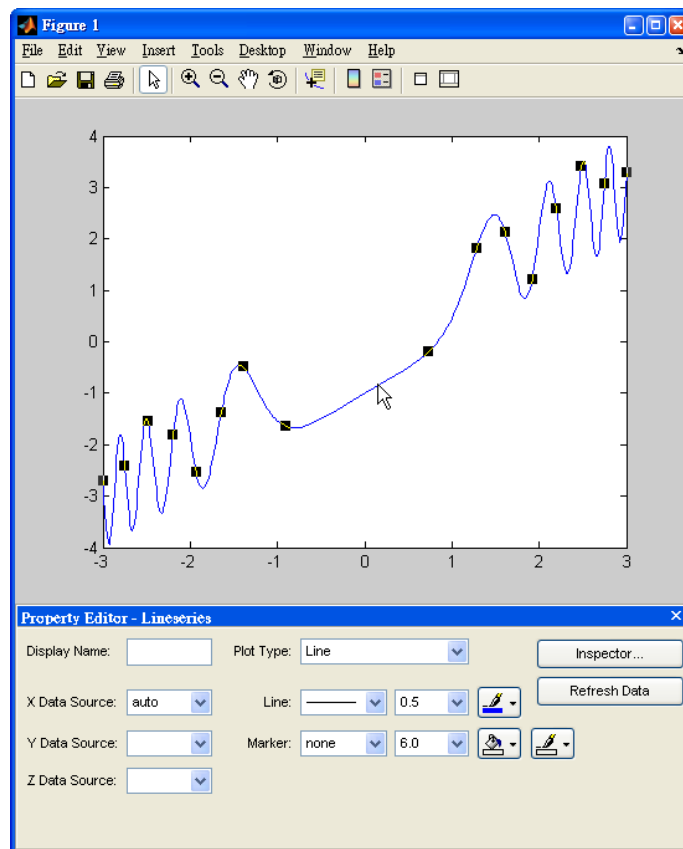 Figure 1
File Edit View Insert Tools Desktop Window Help
4
3
2
1
0
-1
-2
-3
-4
-3 -2 -1 0 1 2 3
Property Editor - Lineseries
Display Name: Plot Type: Line Inspector...
X Data Source: auto Line: 0.5 Refresh Data
Y Data Source: Marker: none 6.0
Z Data Source: